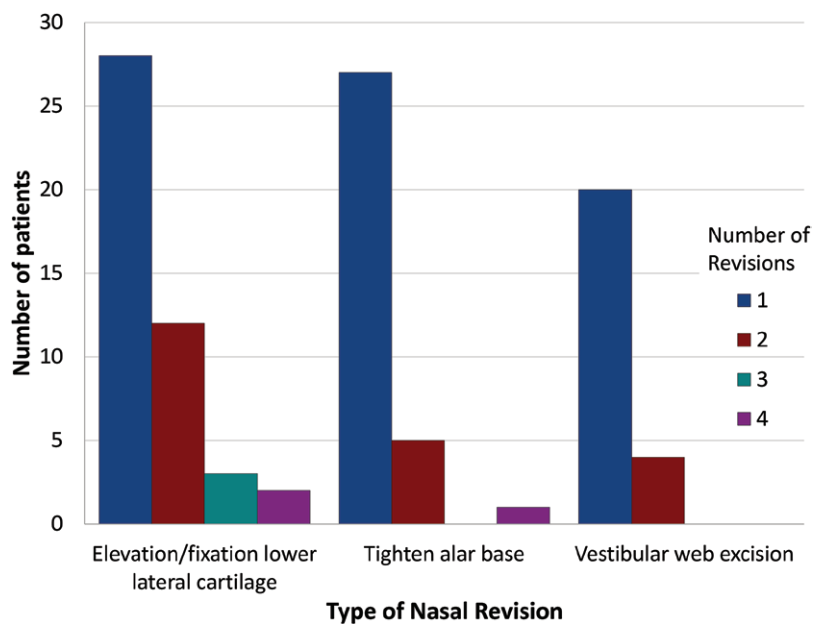 30
25
20
15
10
5
0
Number of patients
Number of
Revisions
1
2
3
4
Elevation/fixation lower
lateral cartilage
Tighten alar base
Vestibular web excision
Type of Nasal Revision